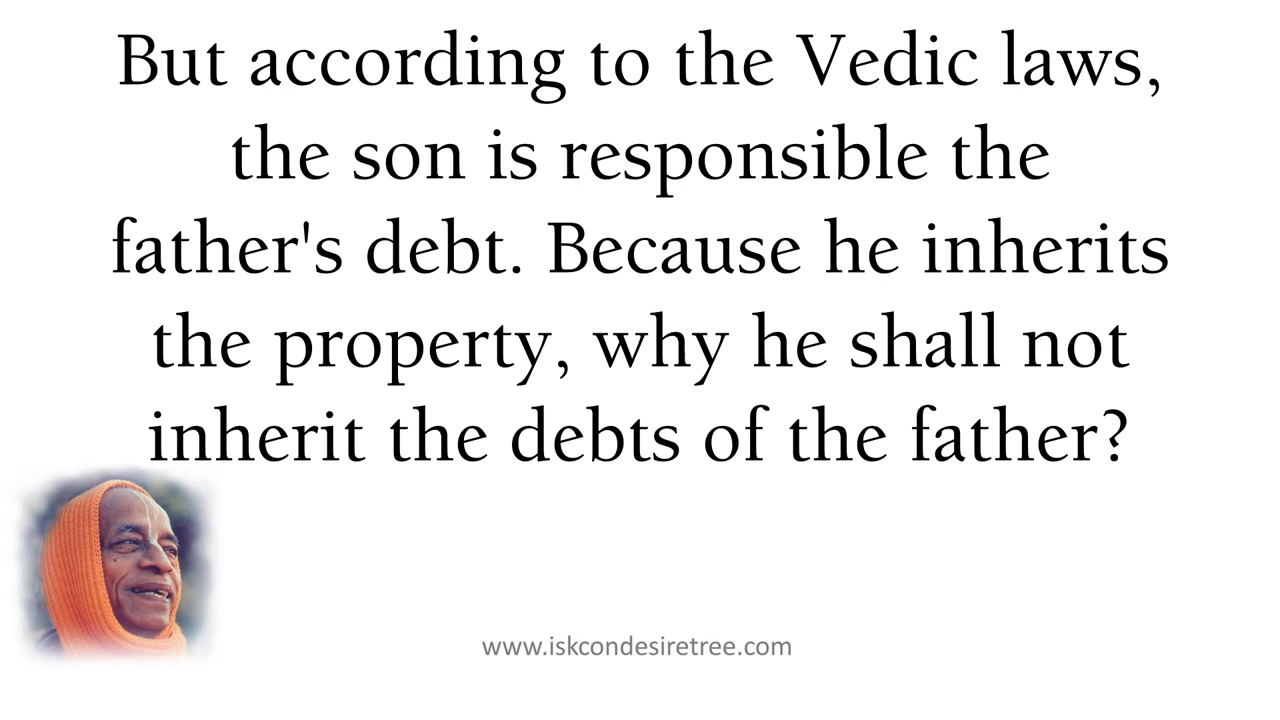 But according to the Vedic laws,
the son is responsible the
father's debt. Because he inherits
the property, why he shall not
inherit the debts of the father?
www.iskcondesiretree.com